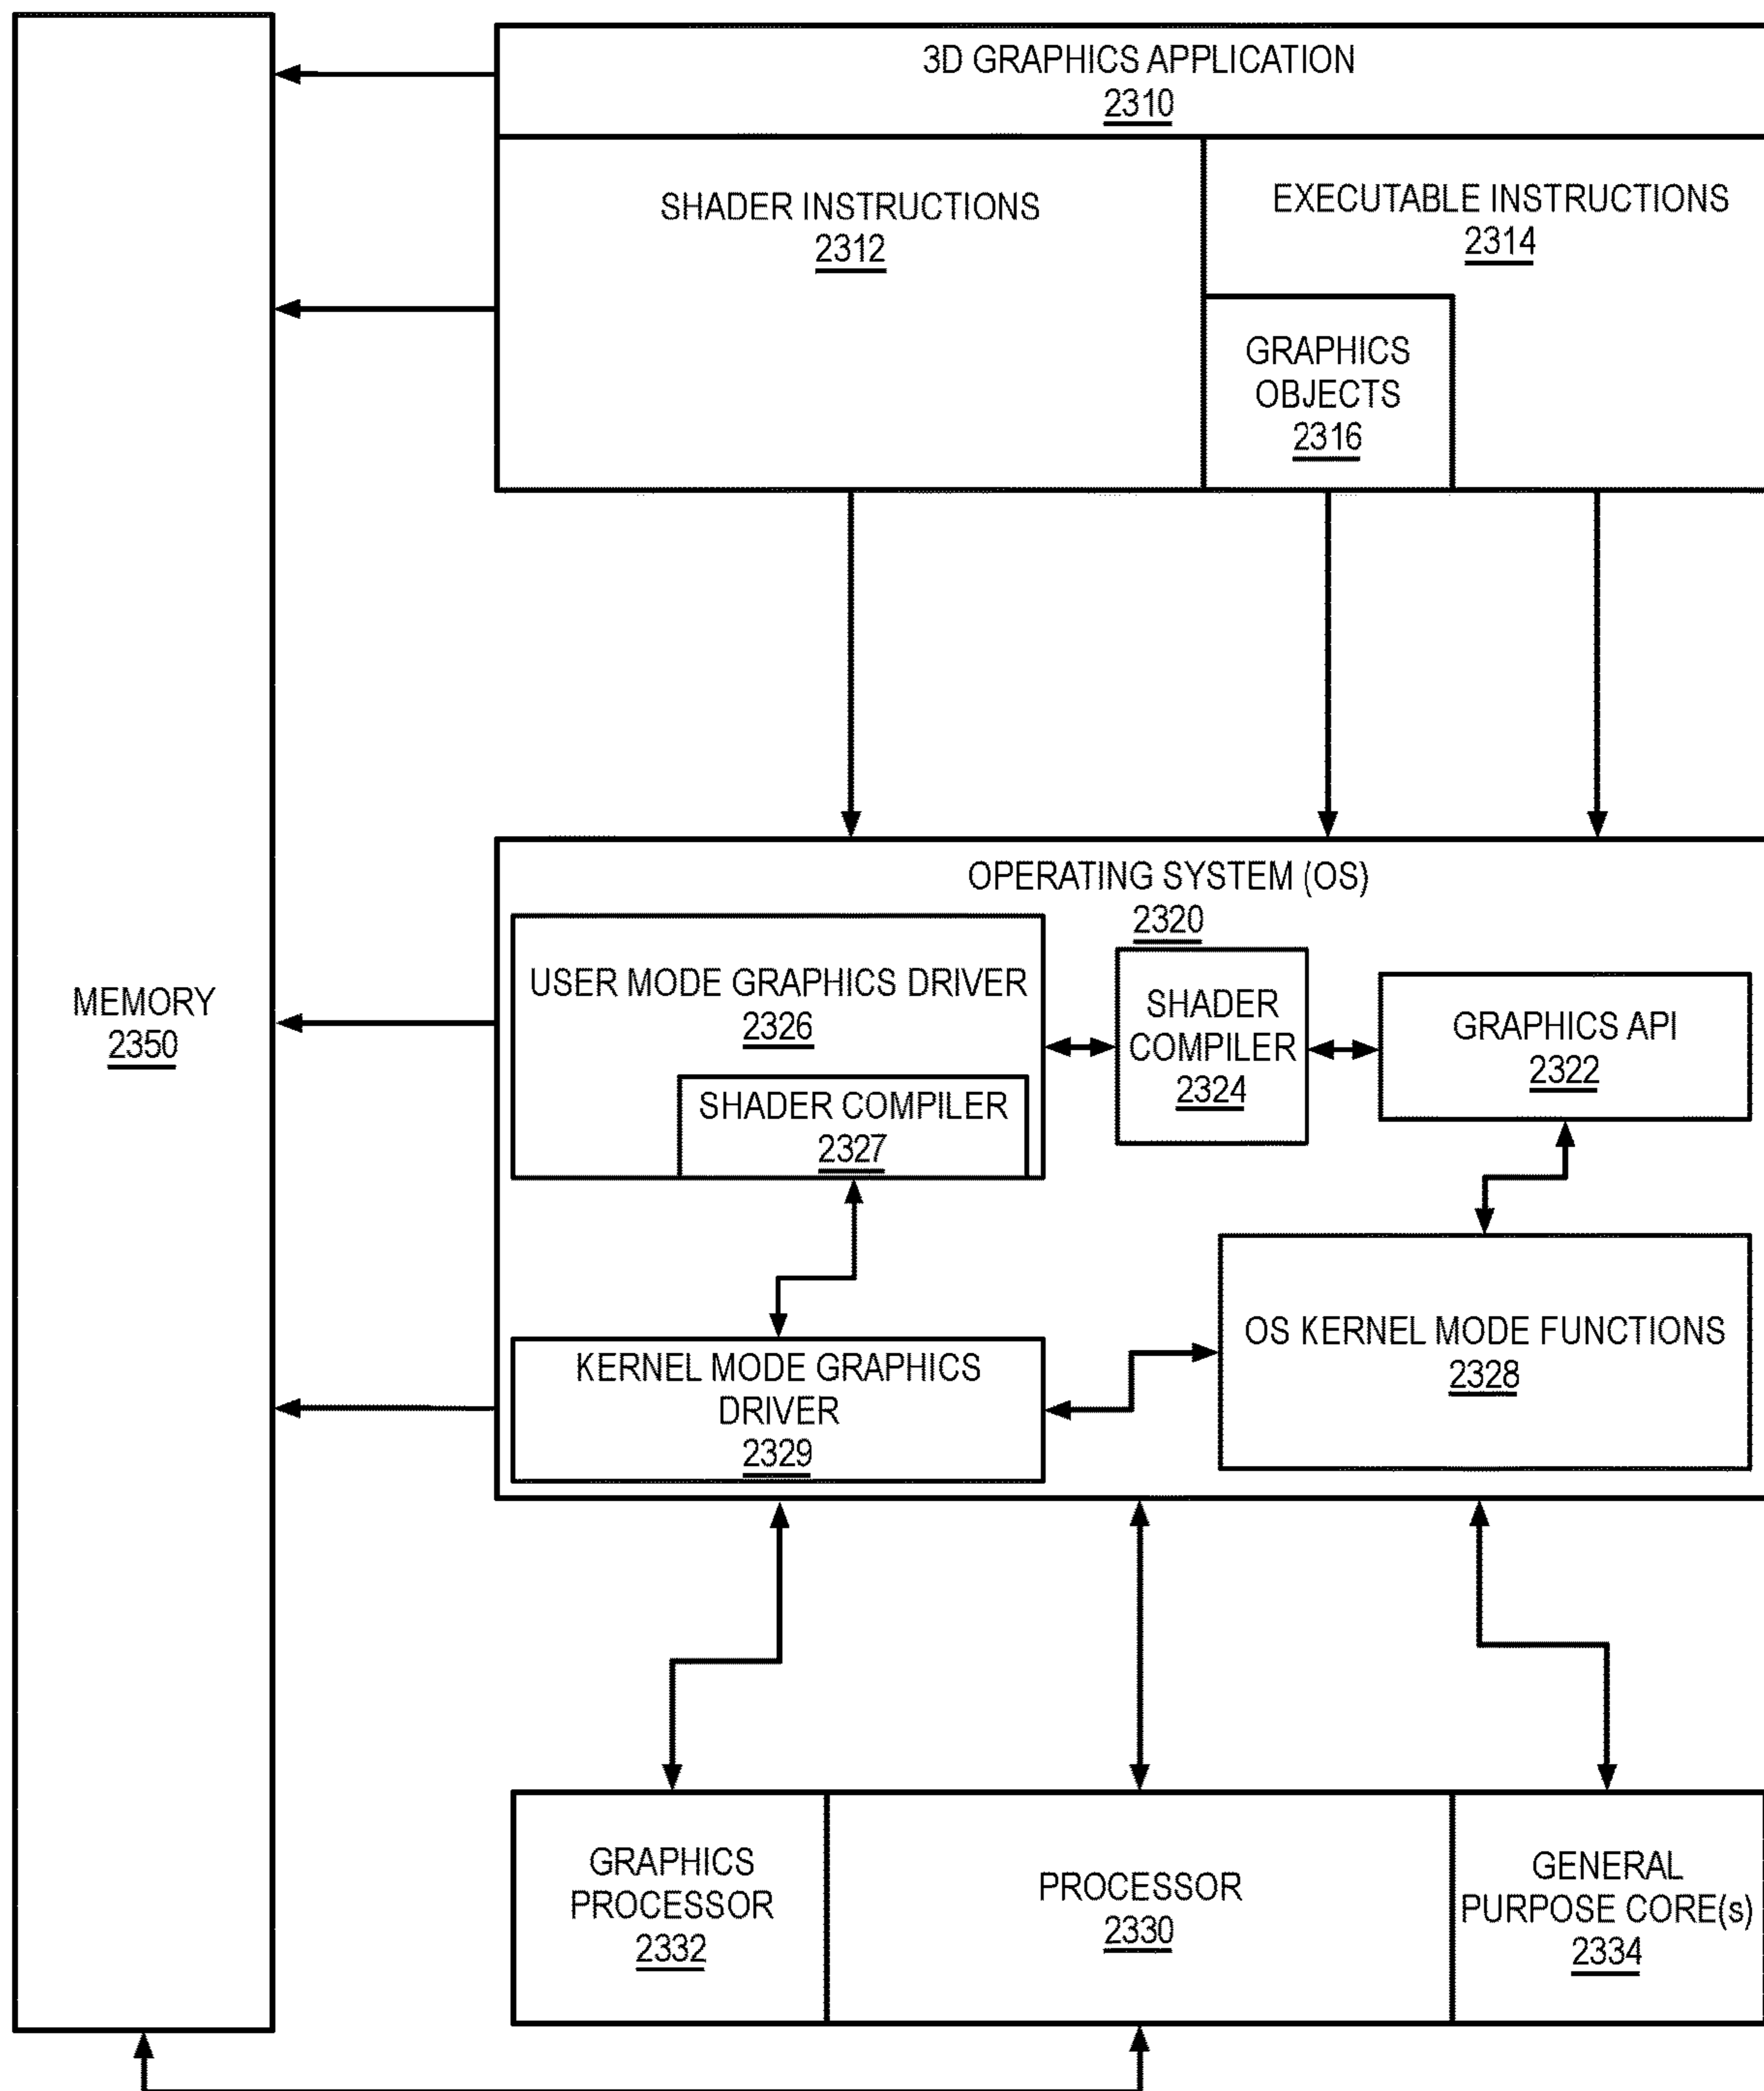 3D GRAPHICS APPLICATION
2310
SHADER INSTRUCTIONS
2312
EXECUTABLE INSTRUCTIONS
2314
GRAPHICS
OBJECTS
2316
MEMORY
2350
OPERATING SYSTEM (OS)
2320
USER MODE GRAPHICS DRIVER
2326
SHADER COMPILER
2327
SHADER
COMPILER
2324
GRAPHICS API
2322
KERNEL MODE GRAPHICS
DRIVER
2329
OS KERNEL MODE FUNCTIONS
2328
GRAPHICS
PROCESSOR
2332
PROCESSOR
2330
GENERAL
PURPOSE CORE(s)
2334